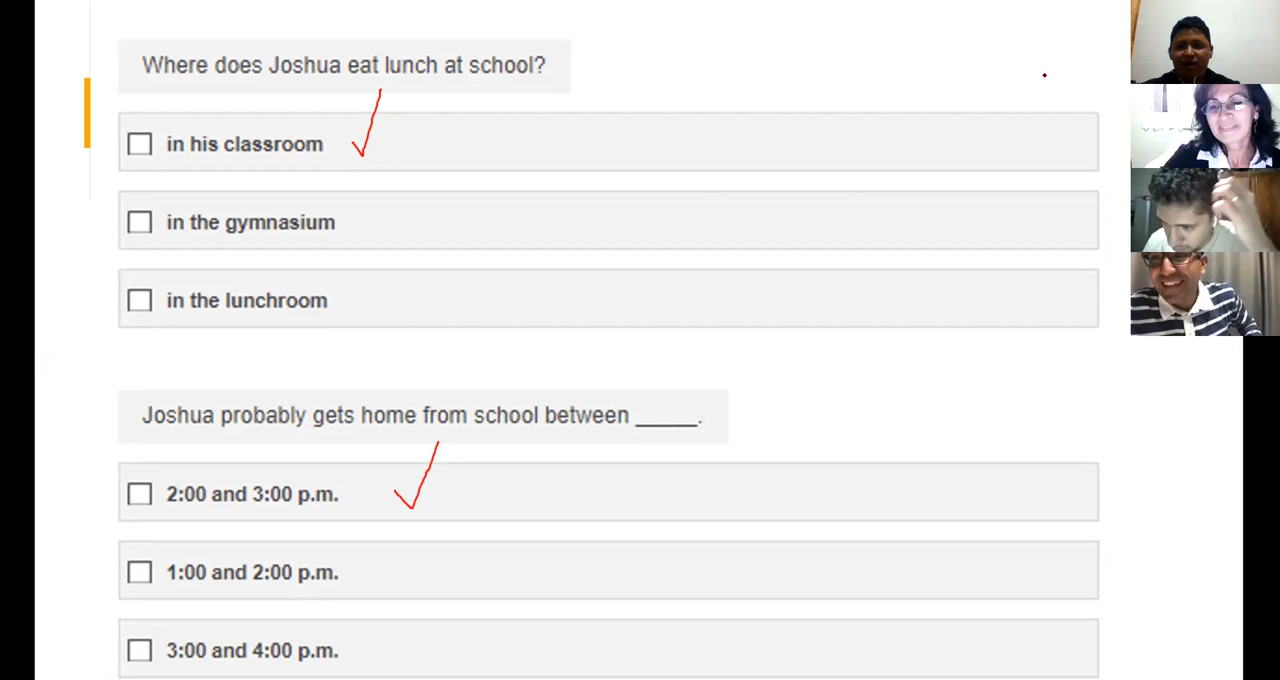 Where does Joshua eat lunch at school?
in his classroom
in the gymnasium
in the lunchroom
Joshua probably gets home from school between ______.
2:00 and 3:00 p.m.
1:00 and 2:00 p.m.
3:00 and 4:00 p.m.